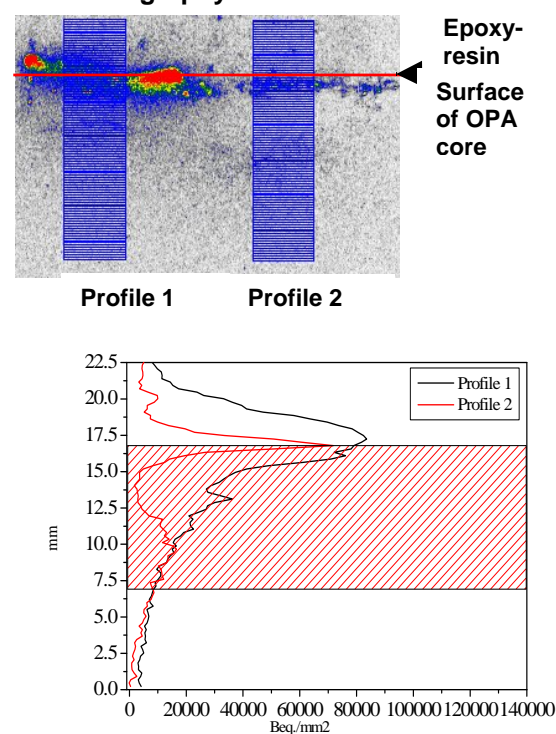 Epoxy-
resin
Surface
of OPA
core
Profile 1 Profile 2
22.5
20.0
17.5
15.0
12.5
10.0
7.5
5.0
2.5
0.0
mm
Profile 1
Profile 2
0 20000 40000 60000 80000 100000 120000 140000
Beq./mm2